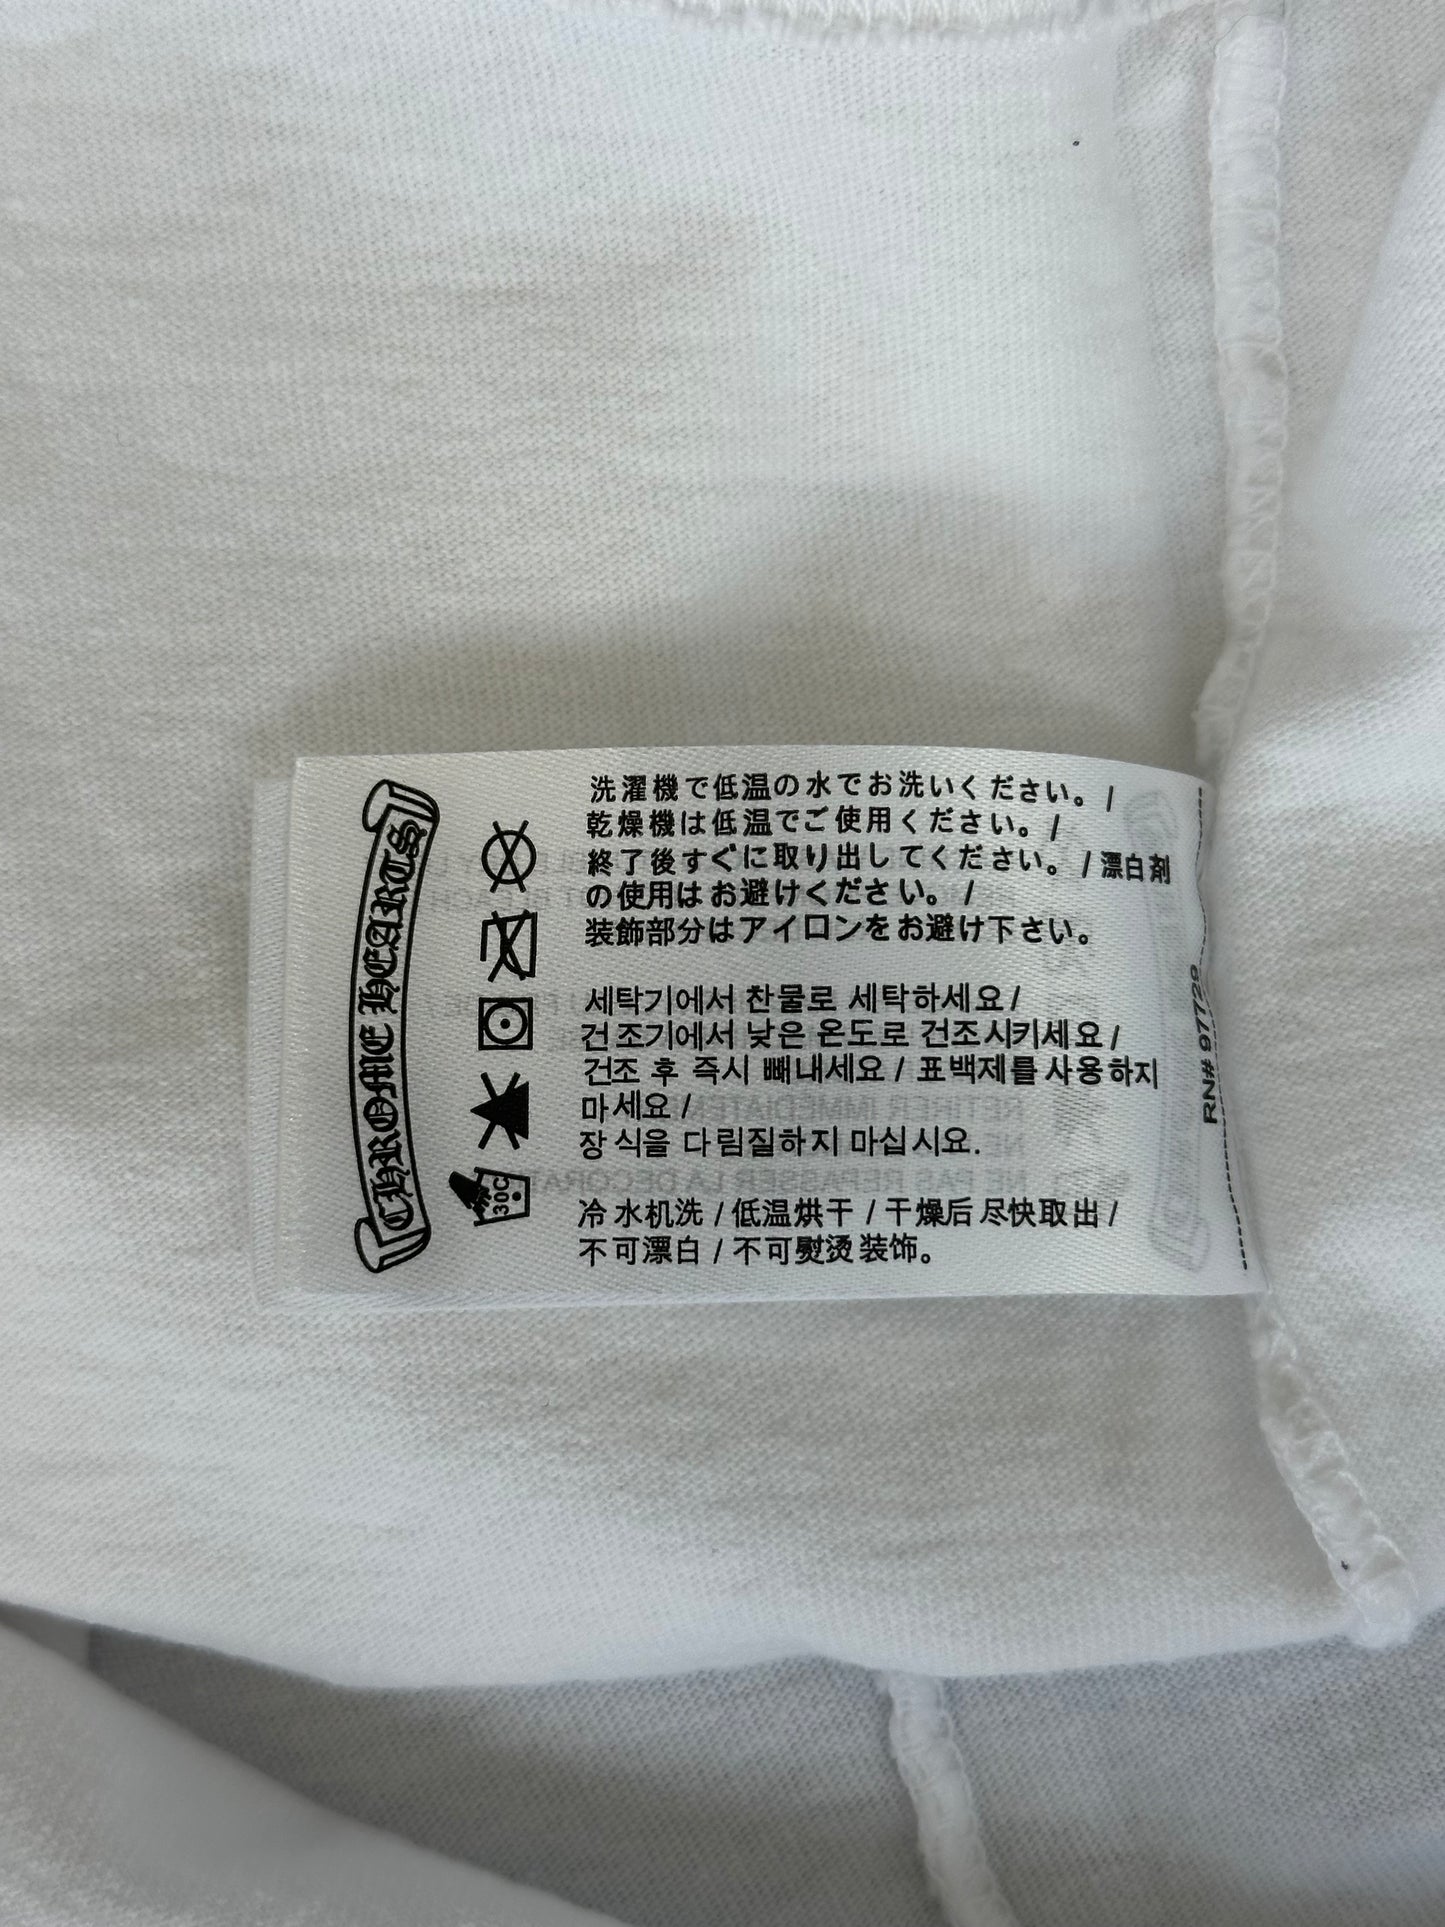 CHROME HEARTS
洗濯機で低温の水でお洗いください。/
乾燥機は低温でご使用ください。/
終了後すぐに取り出してください。/ 漂白剤
の使用はお避けください。/
装飾部分はアイロンをお避け下さい。
세탁기에서 찬물로 세탁하세요 /
건조기에서 낮은 온도로 건조시키세요 /
건조 후 즉시 빼내세요 / 표백제를 사용하지
마세요 /
장식을 다림질하지 마십시요.
冷水机洗 / 低温烘干 / 干燥后尽快取出 /
不可漂白 / 不可熨烫装饰。
30C
RN# 97720